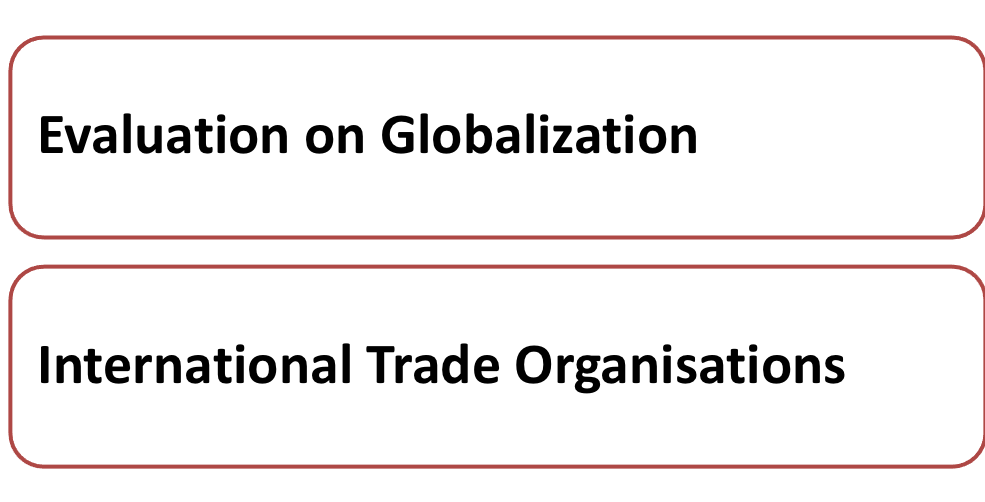 Evaluation on Globalization
International Trade Organisations